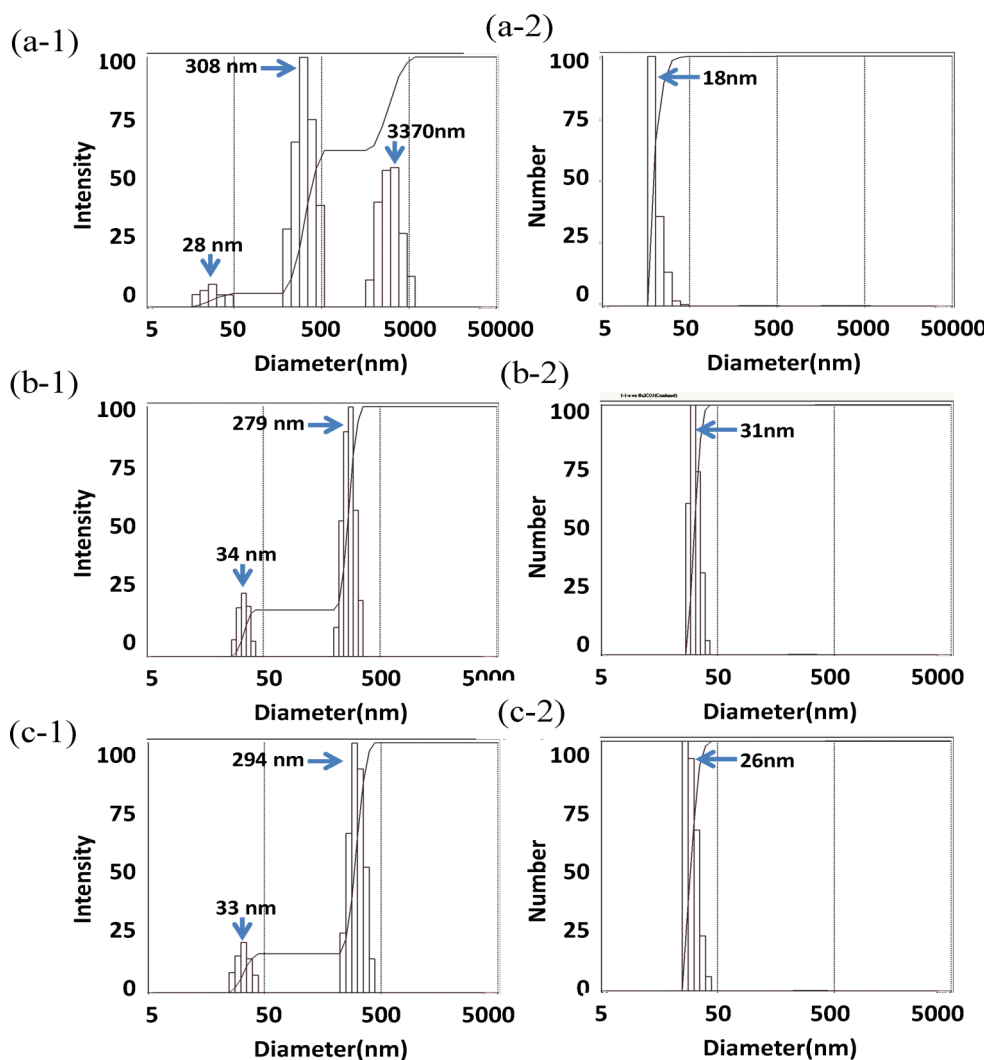 (a-1)
100
75
50
25
0
Intensity
308 nm
3370nm
28 nm
5 50 500 5000 50000
Diameter(nm)
(a-2)
100
75
50
25
0
Number
18nm
5 50 500 5000 50000
Diameter(nm)
(b-1)
100
75
50
25
0
Intensity
279 nm
34 nm
5 50 500 5000
Diameter(nm)
(b-2)
100
75
50
25
0
Number
31nm
5 50 500 5000
Diameter(nm)
(c-1)
100
75
50
25
0
Intensity
294 nm
33 nm
5 50 500 5000
Diameter(nm)
(c-2)
100
75
50
25
0
Number
26nm
5 50 500 5000
Diameter(nm)